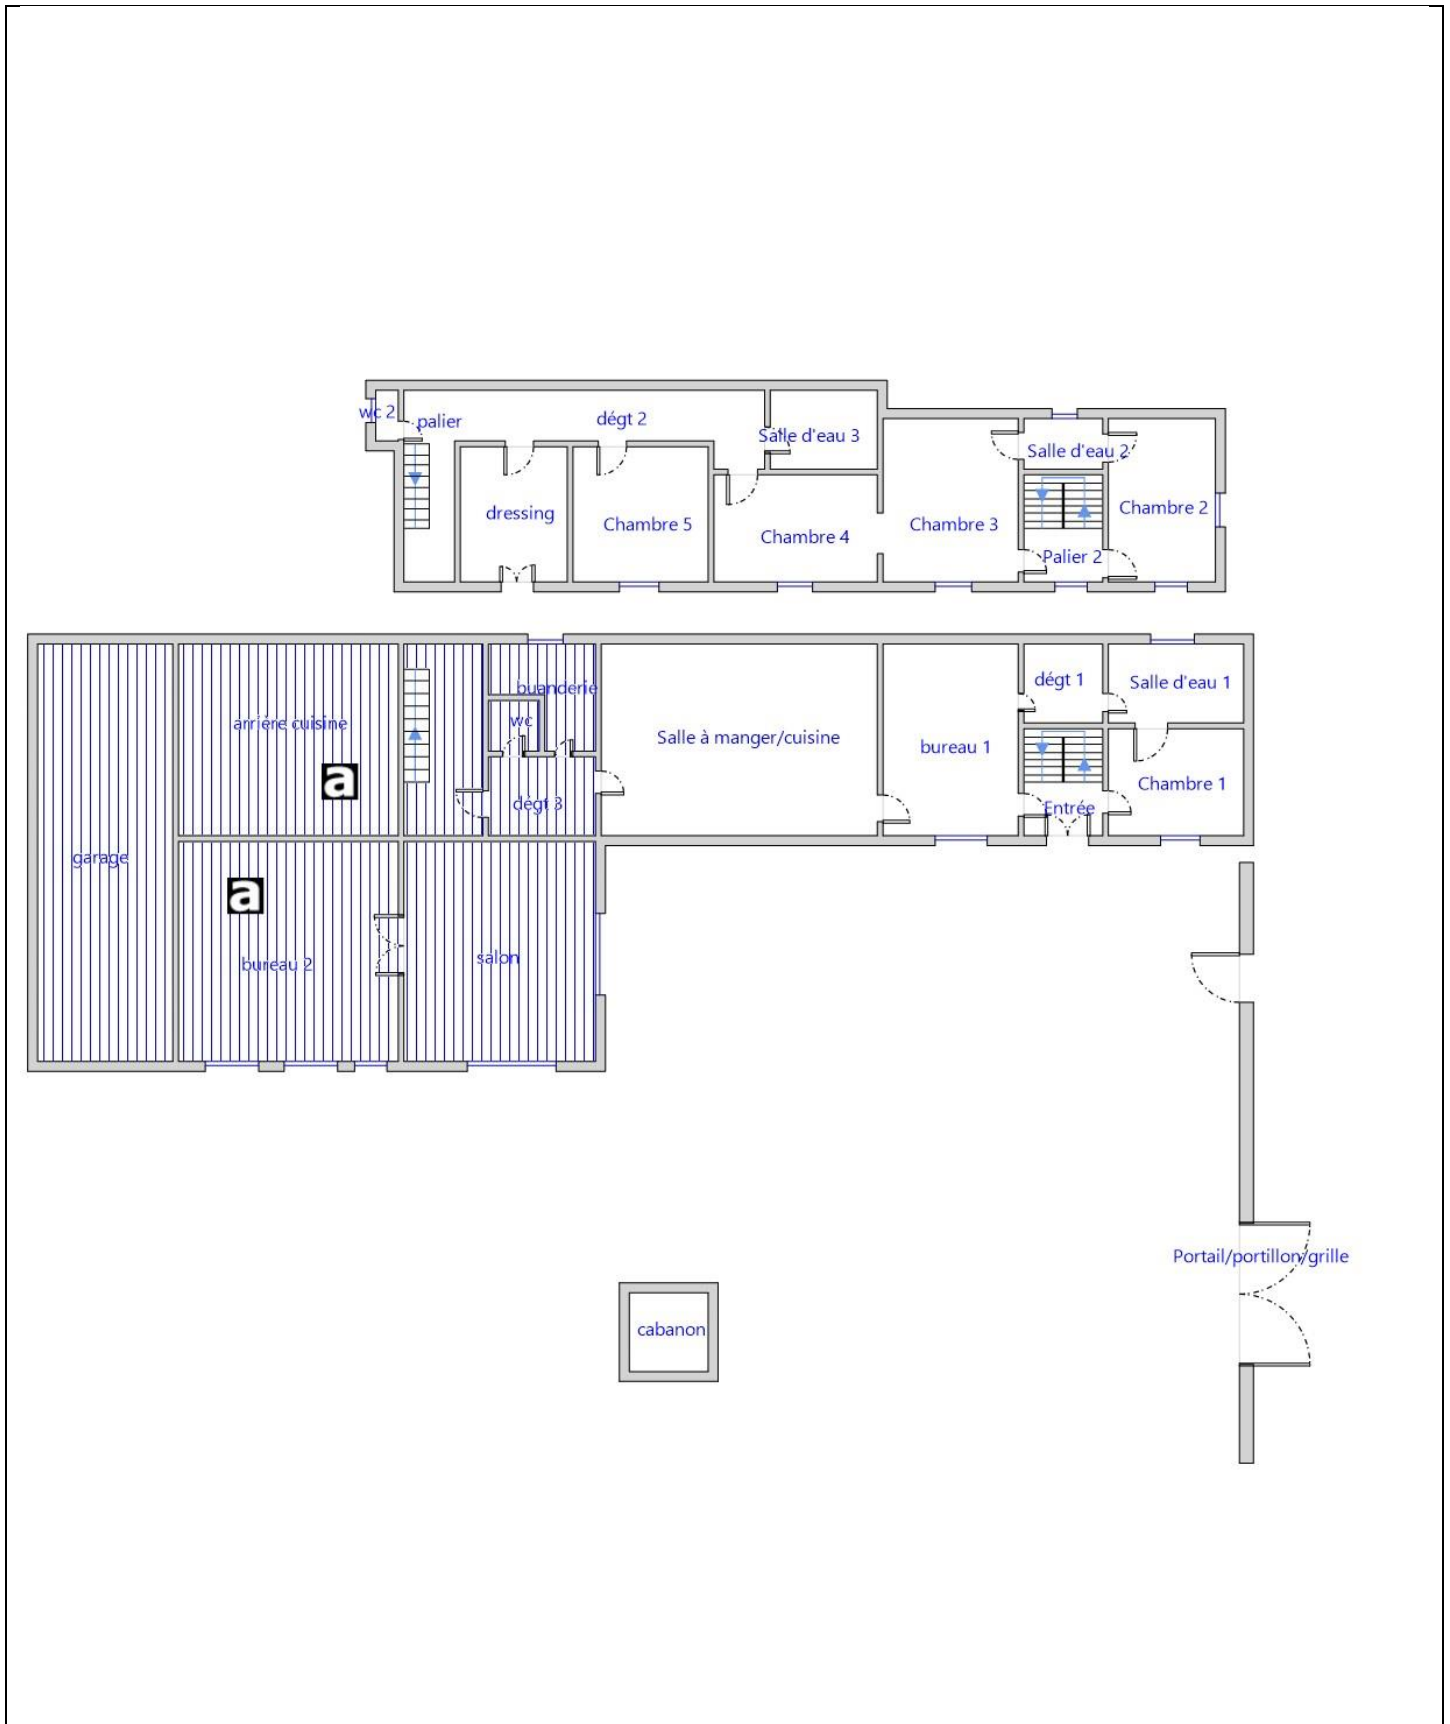 wc 2
palier
dégt 2
Salle d'eau 3
Salle d'eau 2
dressing
Chambre 5
Chambre 4
Chambre 3
Chambre 2
Palier 2
buanderie
dégt 1
Salle d'eau 1
arriére cuisine
wc
Salle à manger/cuisine
bureau 1
Chambre 1
a
dégt 3
Entrée
garage
a
bureau 2
salon
Portail/portillon/grille
cabanon